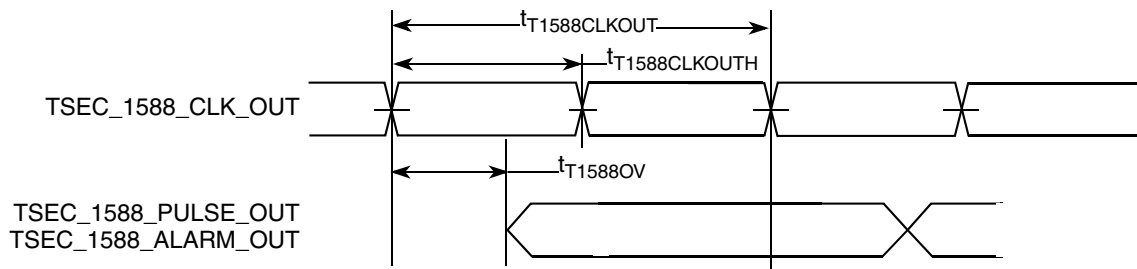 tT1588CLKOUT
tT1588CLKOUTH
TSEC_1588_CLK_OUT
tT1588OV
TSEC_1588_PULSE_OUT
TSEC_1588_ALARM_OUT